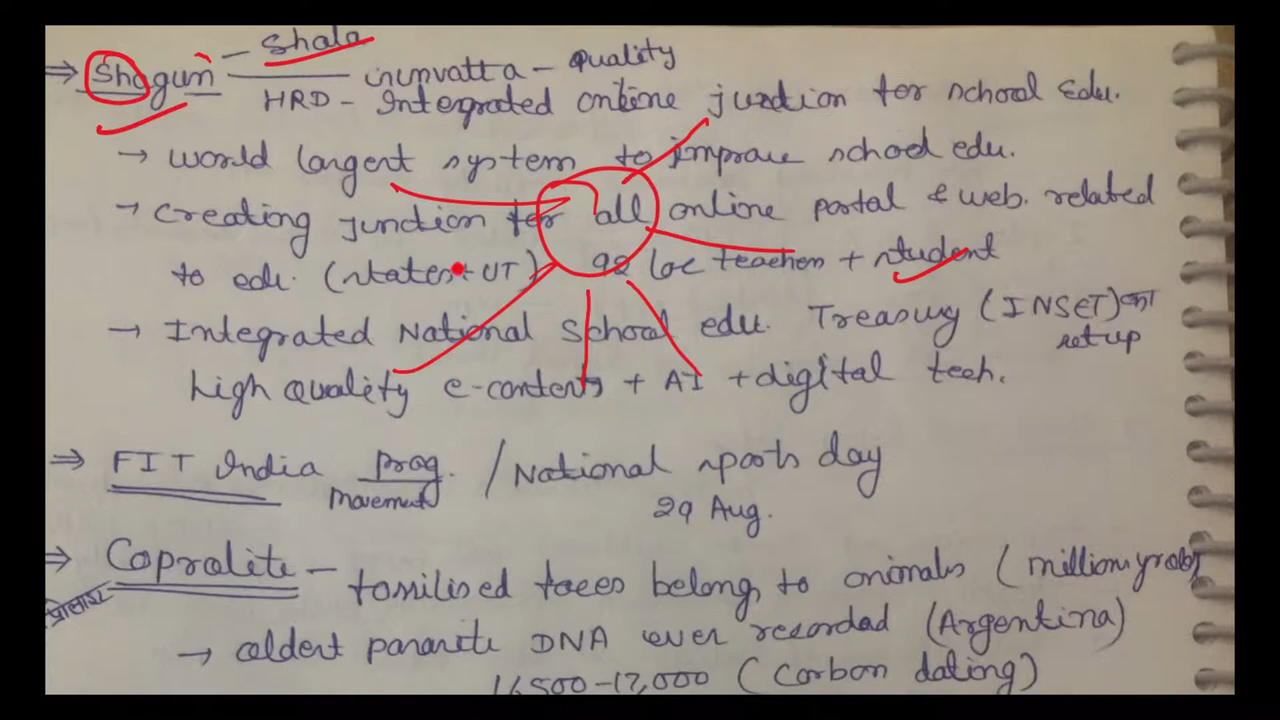 ⇒ Shagun – Shala
Gunvatta – quality
HRD – Integrated online junction for school Edu.
→ world largest system to improve school edu.
→ creating junction for all online portal & web. related
to edu. (states + UT) 92 lac teachers + student
→ Integrated National School edu. Treasury (INSET) का
setup
high quality e-contents + AI + digital tech.
⇒ FIT India prog. / National sports day
movement 29 Aug.
⇒ Coprolite – fossilised faeces belong to animals (million yrs
→ oldest parasite DNA ever recorded (Argentina)
16,500–17,000 (Carbon dating)